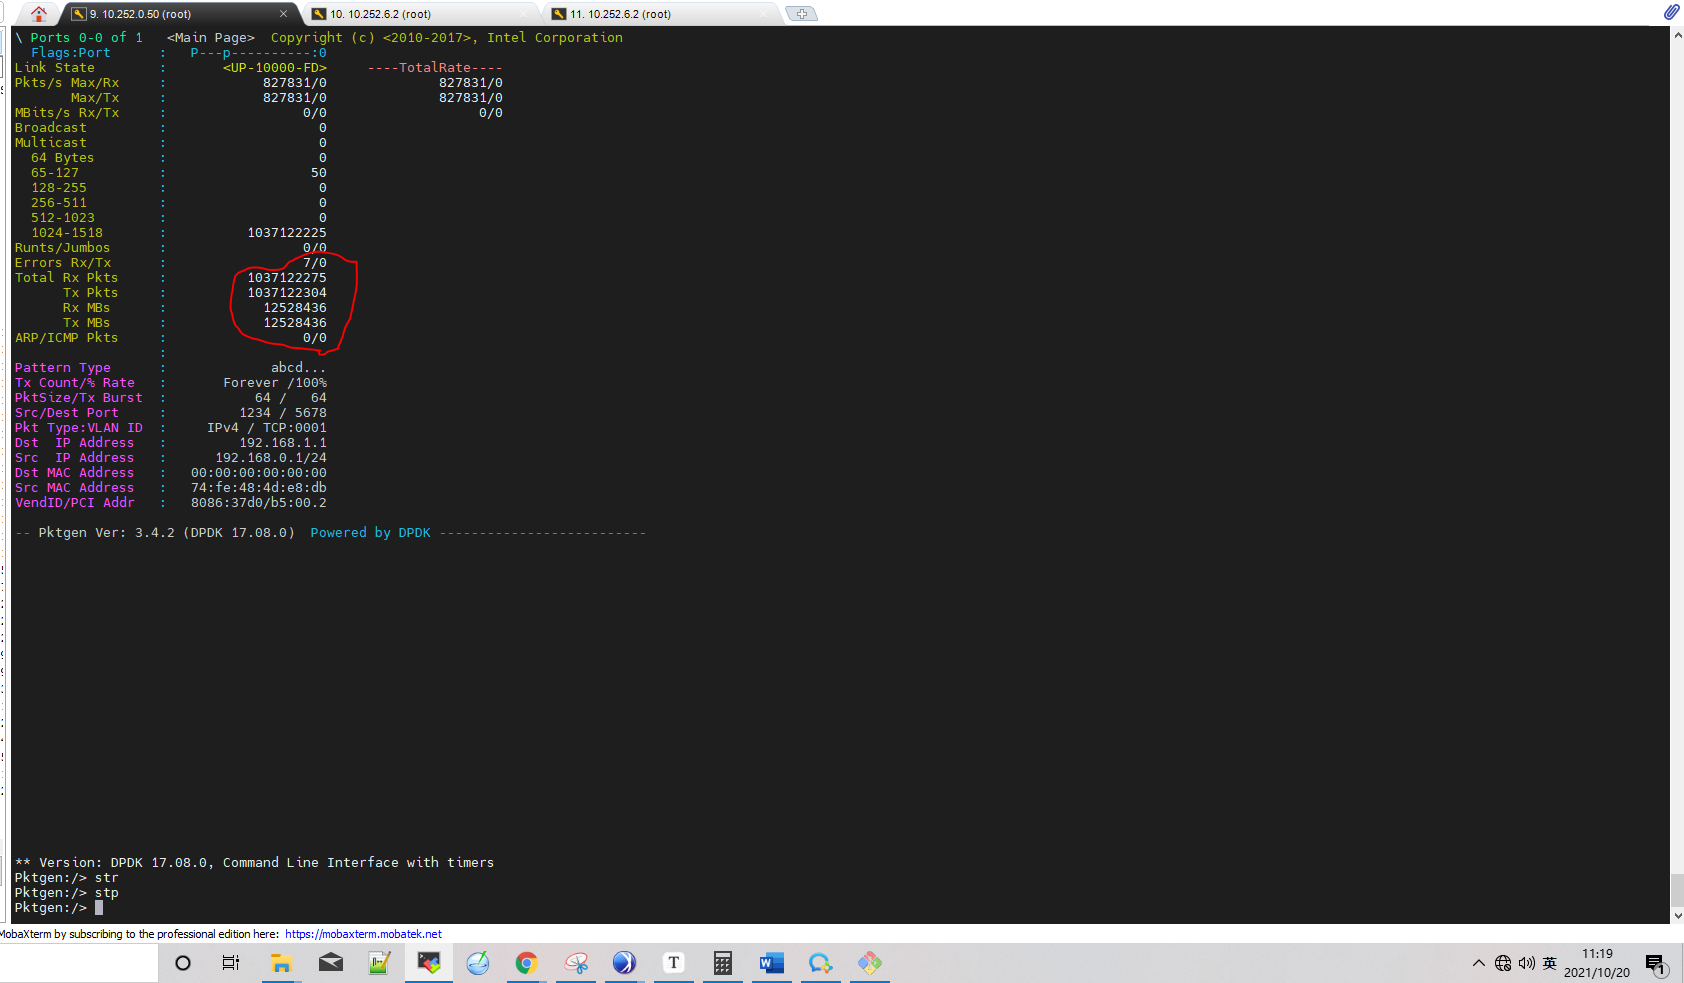 9. 10.252.0.50 (root)
10. 10.252.6.2 (root)
11. 10.252.6.2 (root)
\ Ports 0-0 of 1   <Main Page>  Copyright (c) <2010-2017>, Intel Corporation
Flags:Port      :   P---p----------:0
Link State        :       <UP-10000-FD>     ----TotalRate----
Pkts/s Max/Rx     :            827831/0              827831/0
Max/Tx     :            827831/0              827831/0
MBits/s Rx/Tx     :                 0/0                   0/0
Broadcast         :                   0
Multicast         :                   0
64 Bytes        :                   0
65-127          :                  50
128-255         :                   0
256-511         :                   0
512-1023        :                   0
1024-1518       :          1037122225
Runts/Jumbos      :                 0/0
Errors Rx/Tx      :                 7/0
Total Rx Pkts     :          1037122275
Tx Pkts     :          1037122304
Rx MBs      :            12528436
Tx MBs      :            12528436
ARP/ICMP Pkts     :                 0/0
:
Pattern Type      :             abcd...
Tx Count/% Rate   :       Forever /100%
PktSize/Tx Burst  :           64 /   64
Src/Dest Port     :         1234 / 5678
Pkt Type:VLAN ID  :     IPv4 / TCP:0001
Dst  IP Address   :         192.168.1.1
Src  IP Address   :      192.168.0.1/24
Dst MAC Address   :   00:00:00:00:00:00
Src MAC Address   :   74:fe:48:4d:e8:db
VendID/PCI Addr   :   8086:37d0/b5:00.2
-- Pktgen Ver: 3.4.2 (DPDK 17.08.0)  Powered by DPDK --------------------------
** Version: DPDK 17.08.0, Command Line Interface with timers
Pktgen:/> str
Pktgen:/> stp
Pktgen:/>
MobaXterm by subscribing to the professional edition here:  https://mobaxterm.mobatek.net
英
11:19
2021/10/20
1